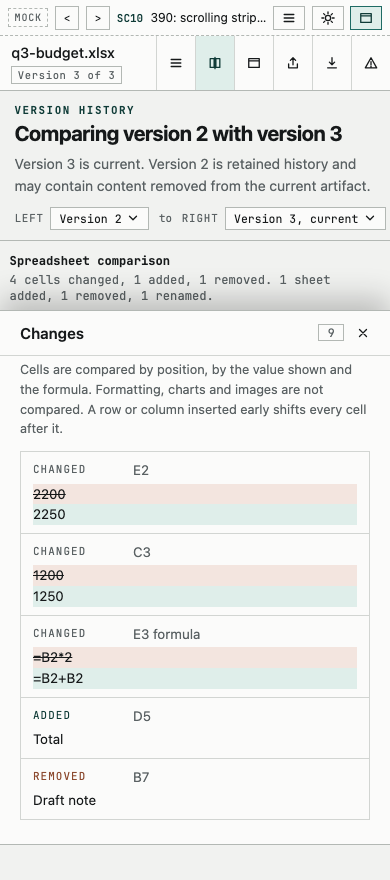 MOCK < > SC10 390: scrolling strip...
q3-budget.xlsx
Version 3 of 3
VERSION HISTORY
Comparing version 2 with version 3
Version 3 is current. Version 2 is retained history and
may contain content removed from the current artifact.
LEFT Version 2 to RIGHT Version 3, current
Spreadsheet comparison
4 cells changed, 1 added, 1 removed. 1 sheet
added, 1 removed, 1 renamed.
Changes 9
Cells are compared by position, by the value shown and
the formula. Formatting, charts and images are not
compared. A row or column inserted early shifts every cell
after it.
CHANGED E2
2200
2250
CHANGED C3
1200
1250
CHANGED E3 formula
=B2*2
=B2+B2
ADDED D5
Total
REMOVED B7
Draft note